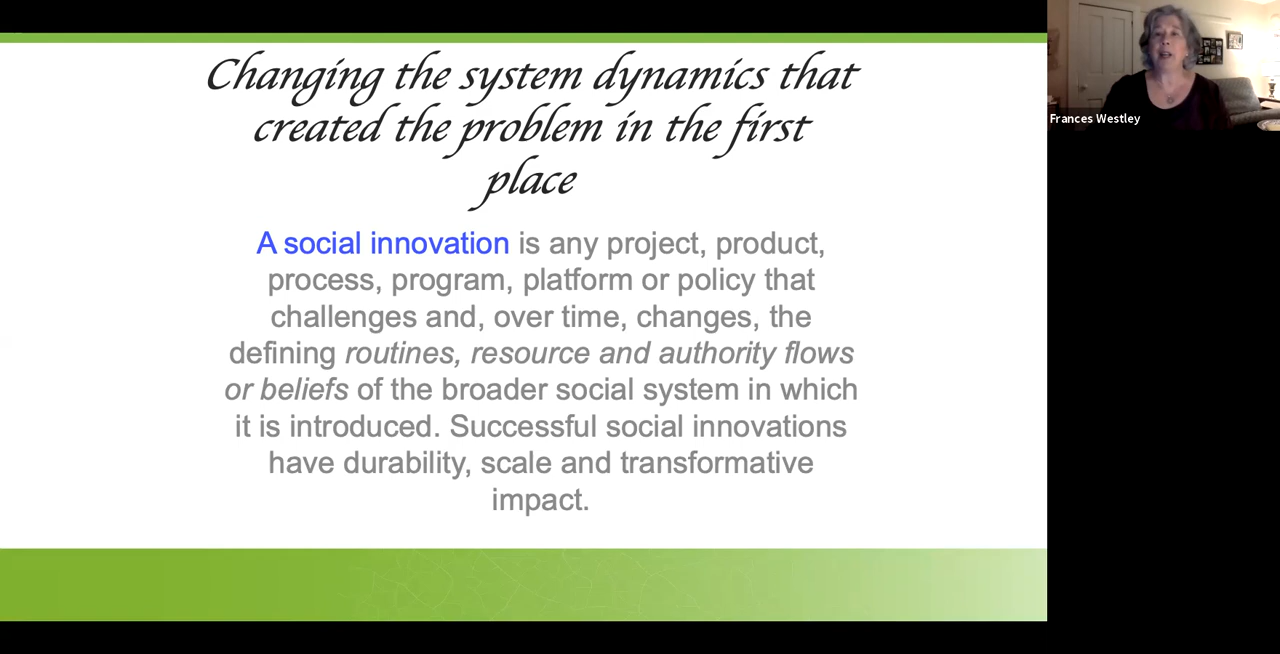 Changing the system dynamics that
created the problem in the first
place
A social innovation is any project, product,
process, program, platform or policy that
challenges and, over time, changes, the
defining routines, resource and authority flows
or beliefs of the broader social system in which
it is introduced. Successful social innovations
have durability, scale and transformative
impact.
Frances Westley